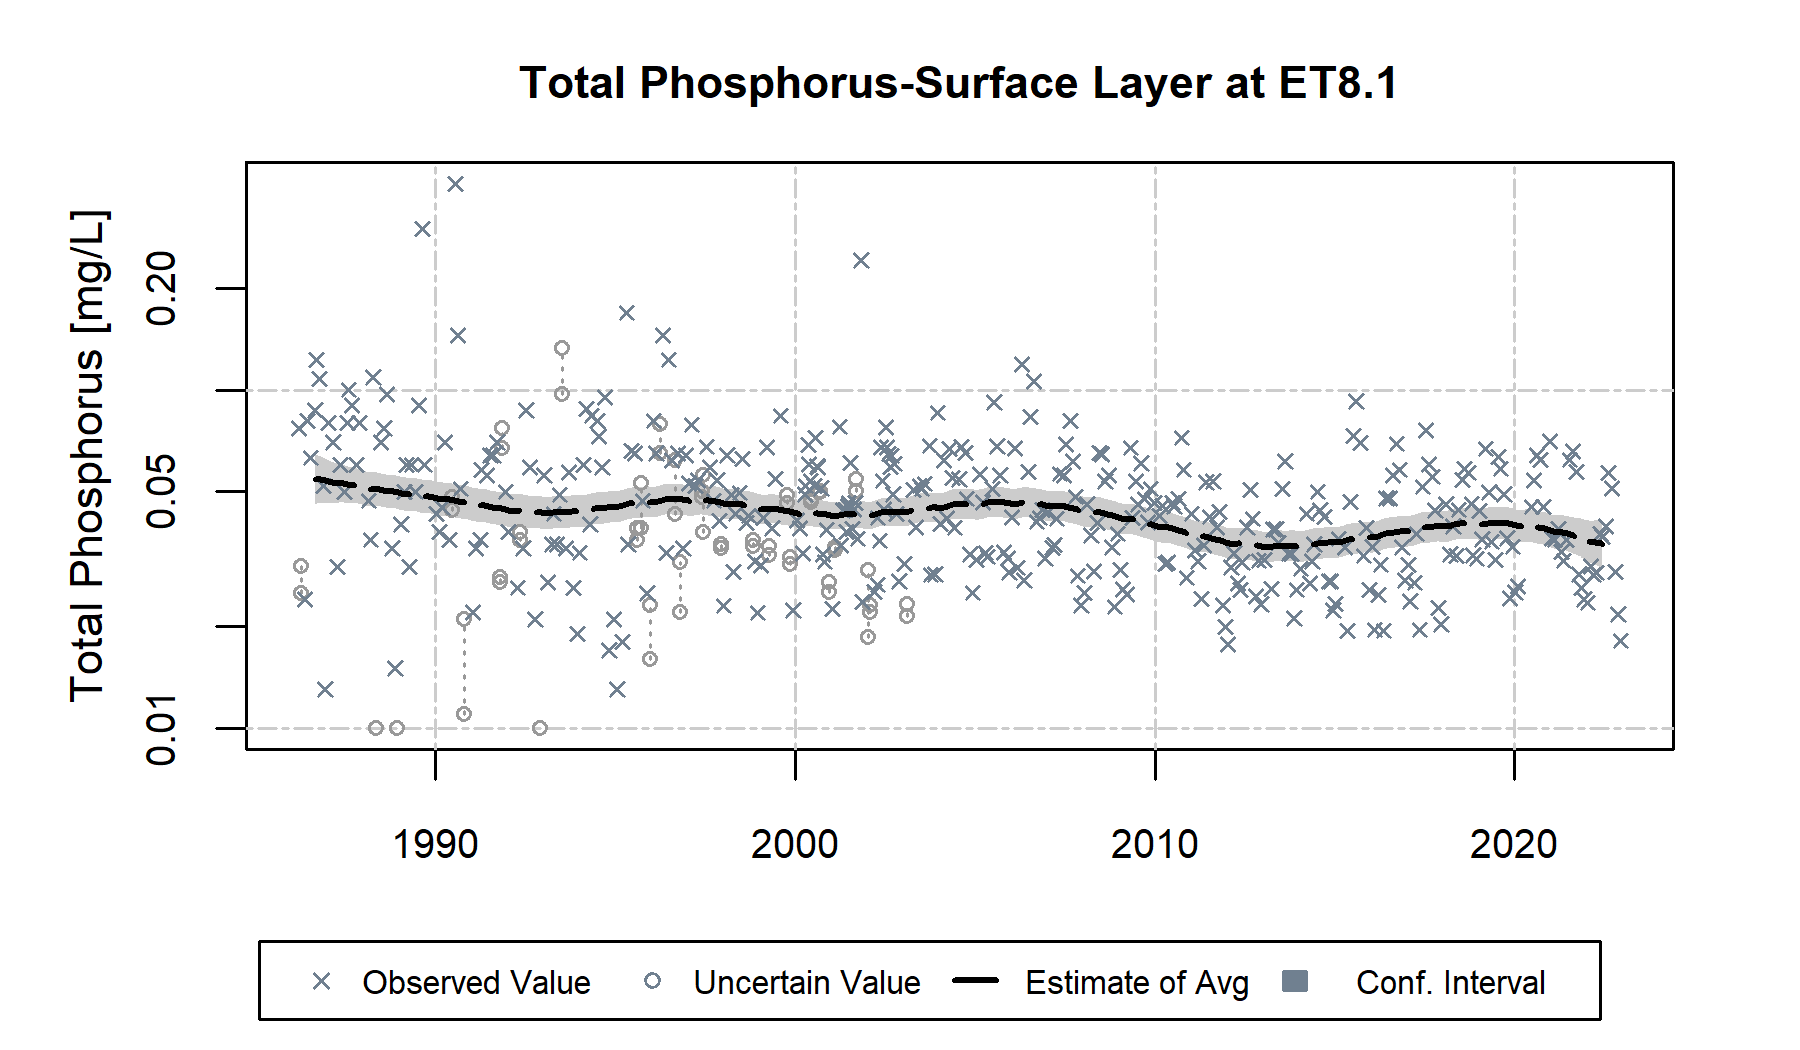 Total Phosphorus-Surface Layer at ET8.1
Total Phosphorus [mg/L]
0.20
0.05
0.01
1990 2000 2010 2020
Observed Value Uncertain Value Estimate of Avg Conf. Interval